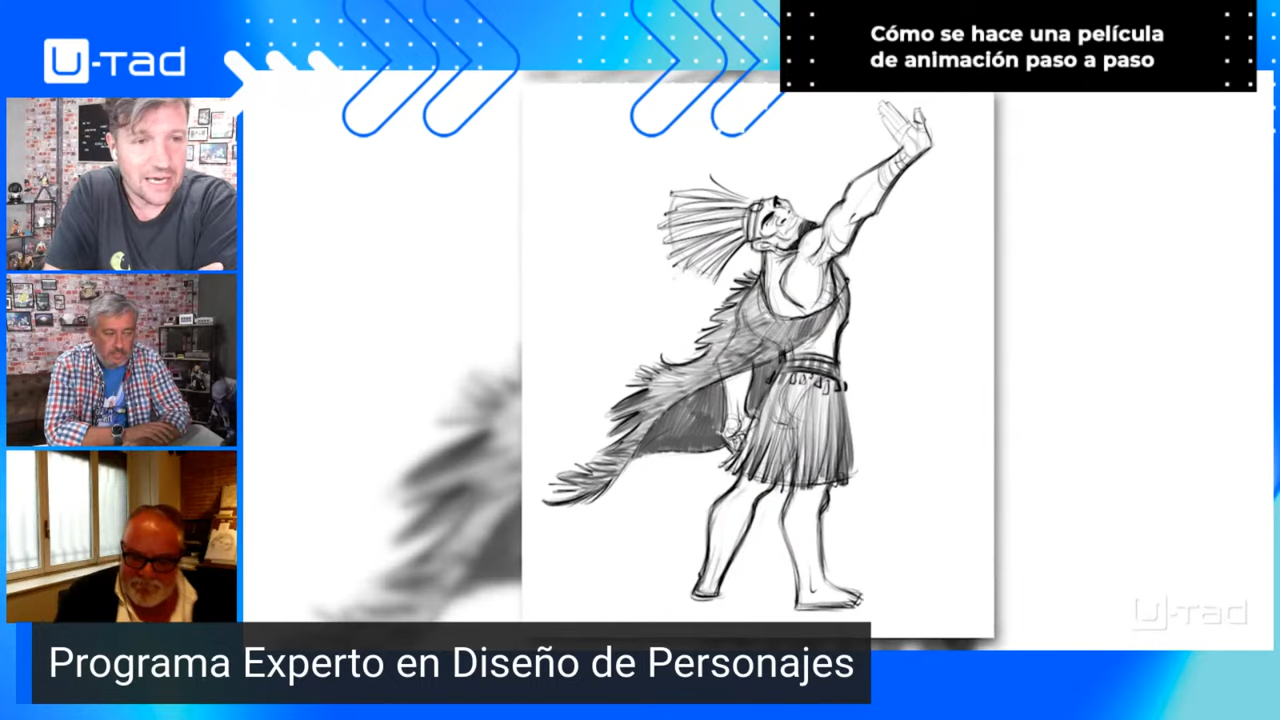 U-TAD
Cómo se hace una película
de animación paso a paso
U-TAD
Programa Experto en Diseño de Personajes